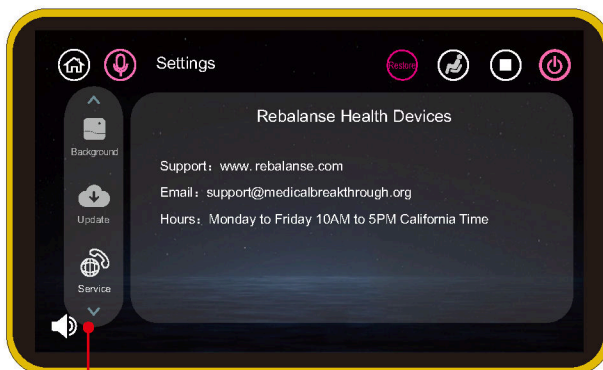 Settings
Restore
Rebalanse Health Devices
Background
Support: www.rebalanse.com
Email: support@medicalbreakthrough.org
Update
Hours: Monday to Friday 10AM to 5PM California Time
Service